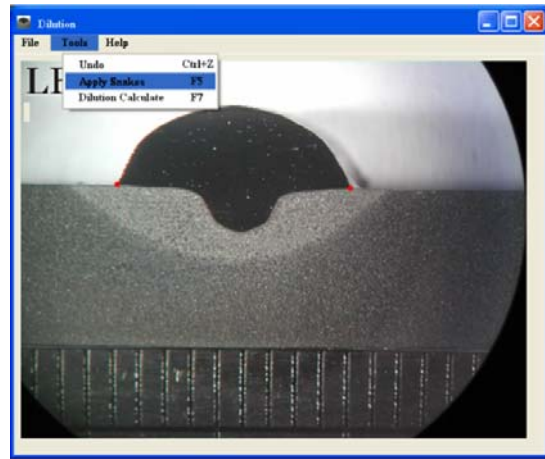 Dilution
File Tools Help
Undo Ctrl+Z
Apply Snakes F5
Dilution Calculate F7